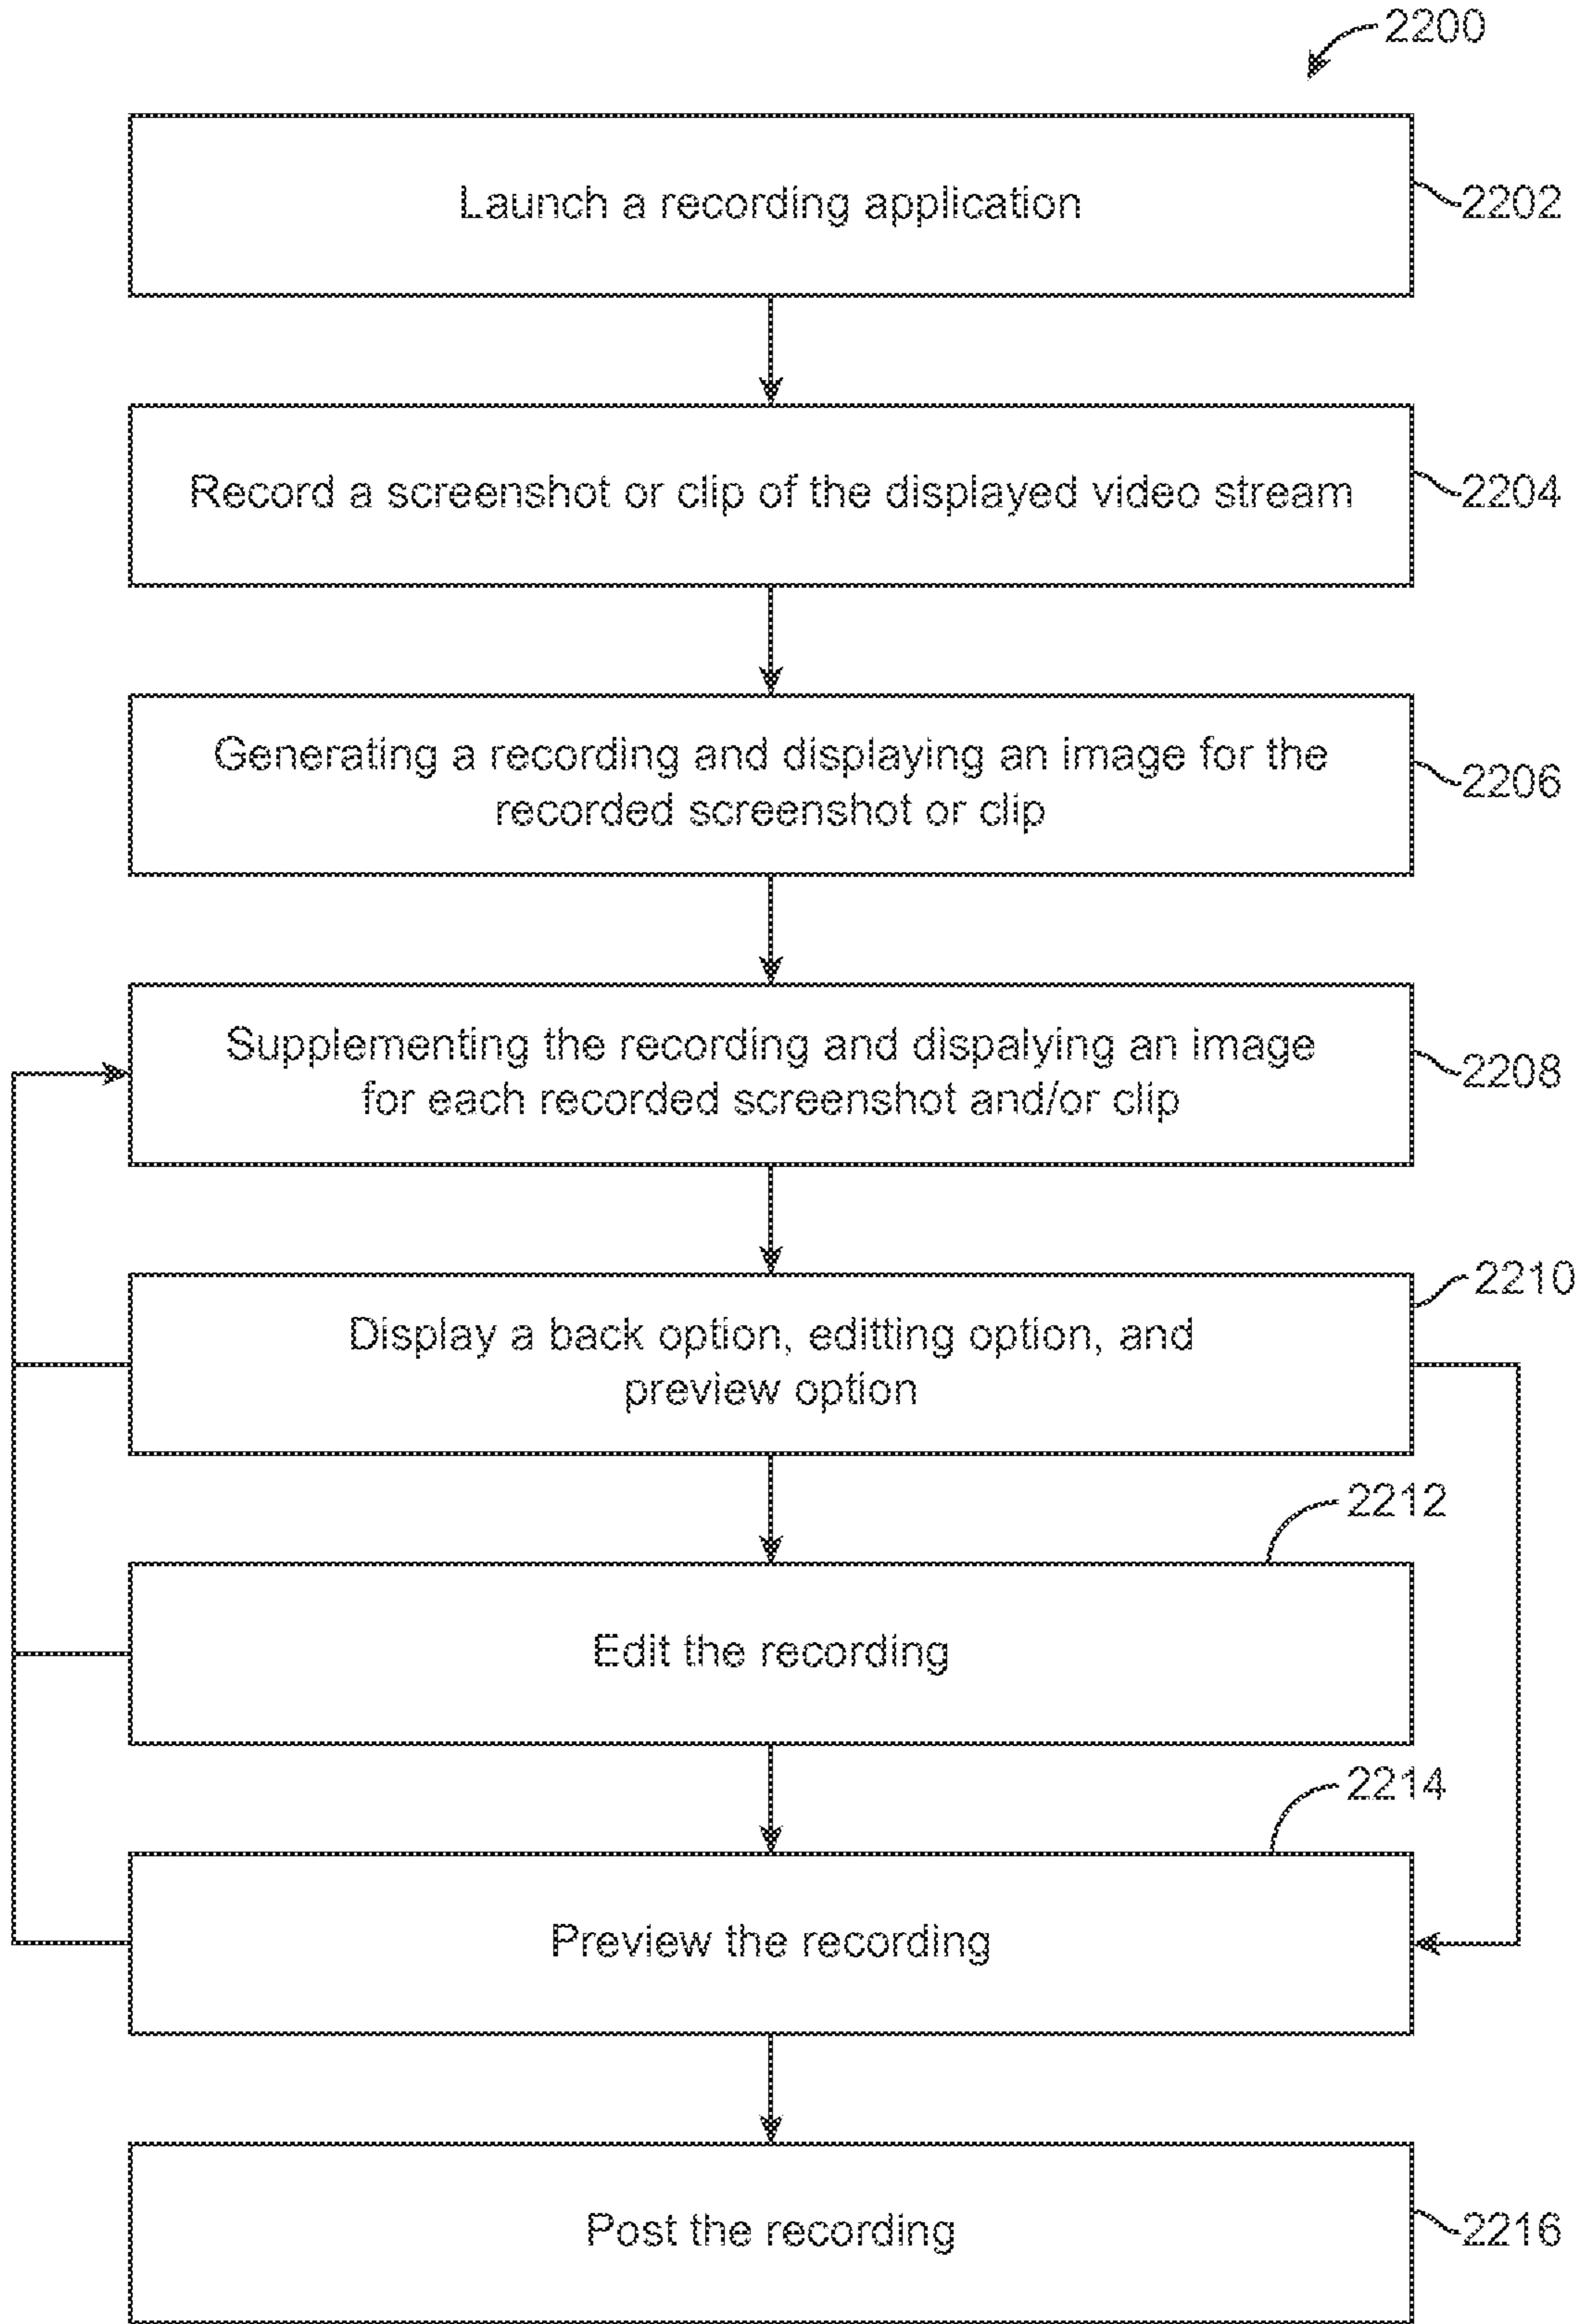 2200
Launch a recording application
2202
Record a screenshot or clip of the displayed video stream
2204
Generating a recording and displaying an image for the
recorded screenshot or clip
2206
Supplementing the recording and dispalying an image
for each recorded screenshot and/or clip
2208
2210
Display a back option, editting option, and
preview option
2212
Edit the recording
2214
Preview the recording
Post the recording
2216